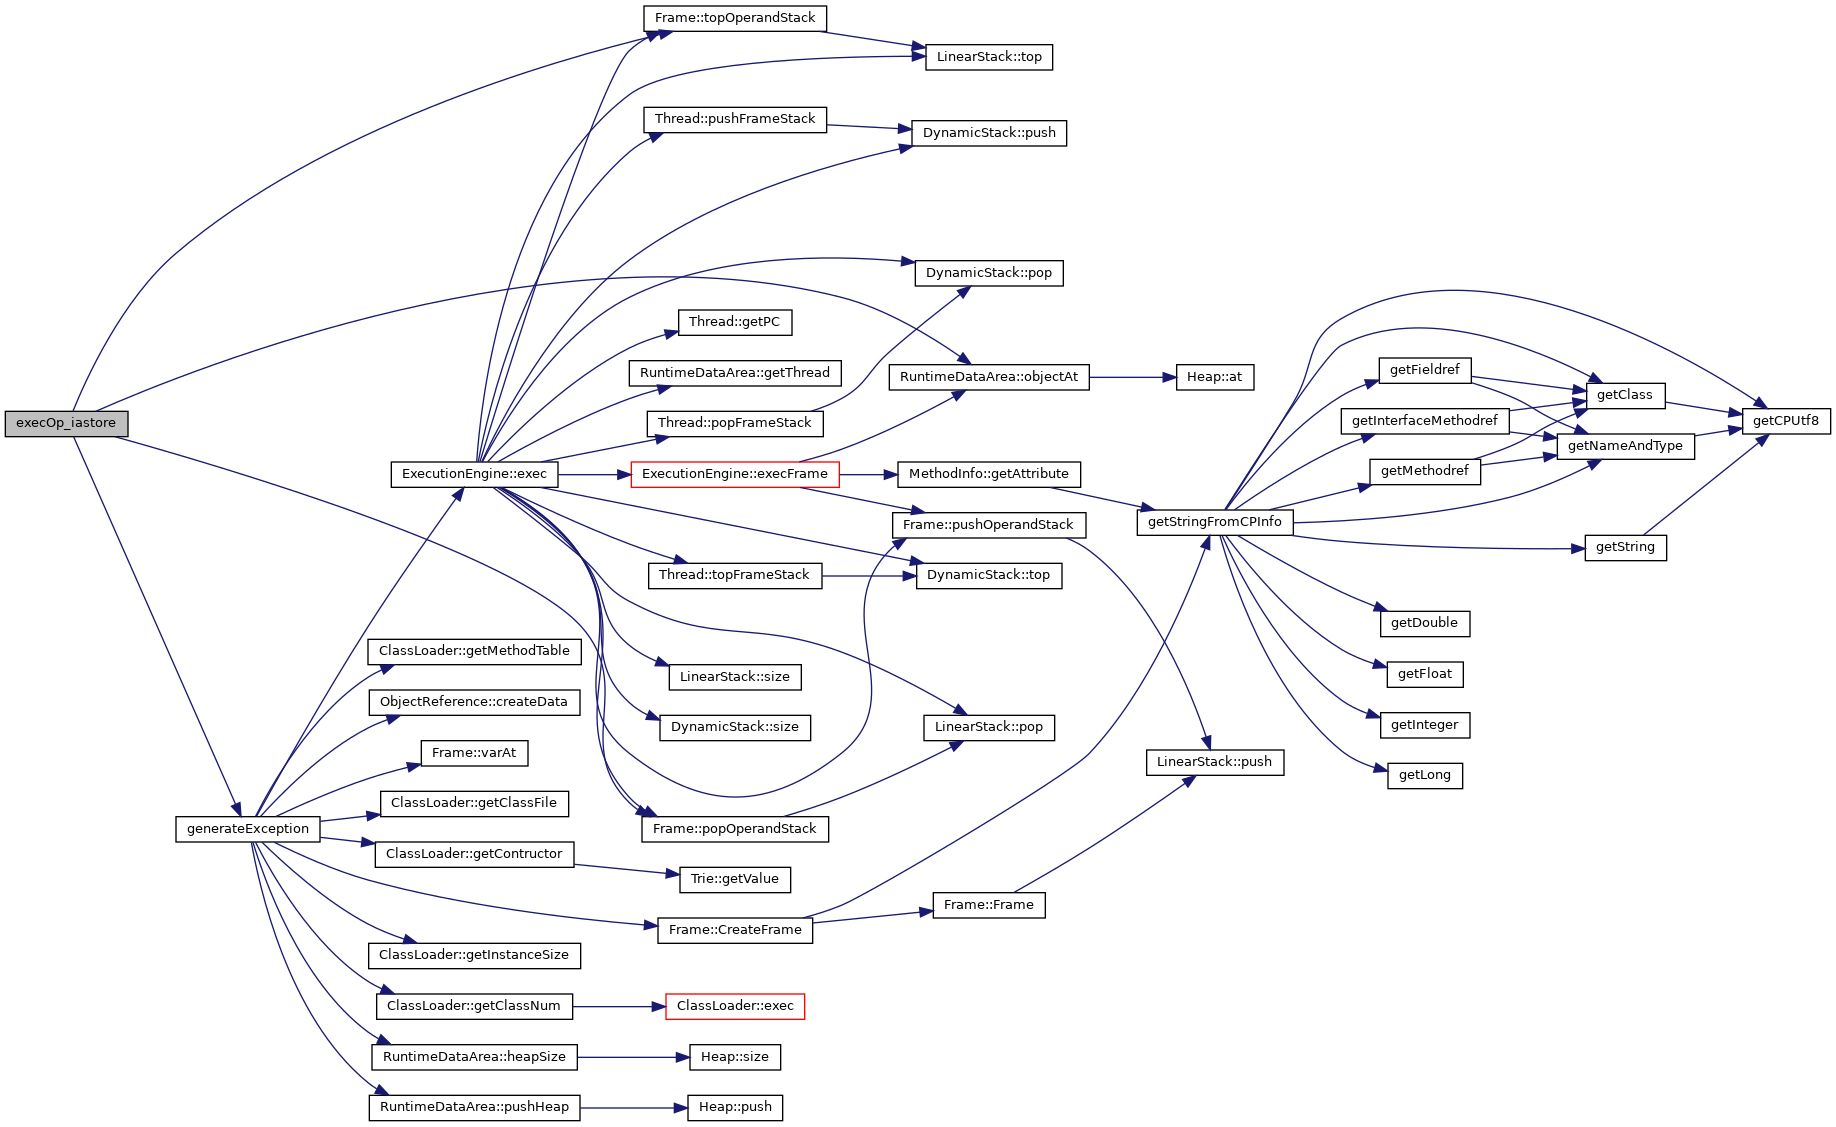 Frame::topOperandStack
LinearStack::top
Thread::pushFrameStack
DynamicStack::push
DynamicStack::pop
Thread::getPC
RuntimeDataArea::getThread
RuntimeDataArea::objectAt
Heap::at
getFieldref
getClass
execOp_iastore
Thread::popFrameStack
getInterfaceMethodref
getCPUtf8
getNameAndType
ExecutionEngine::exec
ExecutionEngine::execFrame
MethodInfo::getAttribute
getMethodref
Frame::pushOperandStack
getStringFromCPInfo
getString
Thread::topFrameStack
DynamicStack::top
getDouble
ClassLoader::getMethodTable
LinearStack::size
getFloat
ObjectReference::createData
DynamicStack::size
LinearStack::pop
getInteger
Frame::varAt
LinearStack::push
getLong
ClassLoader::getClassFile
generateException
Frame::popOperandStack
ClassLoader::getContructor
Trie::getValue
Frame::Frame
Frame::CreateFrame
ClassLoader::getInstanceSize
ClassLoader::getClassNum
ClassLoader::exec
RuntimeDataArea::heapSize
Heap::size
RuntimeDataArea::pushHeap
Heap::push